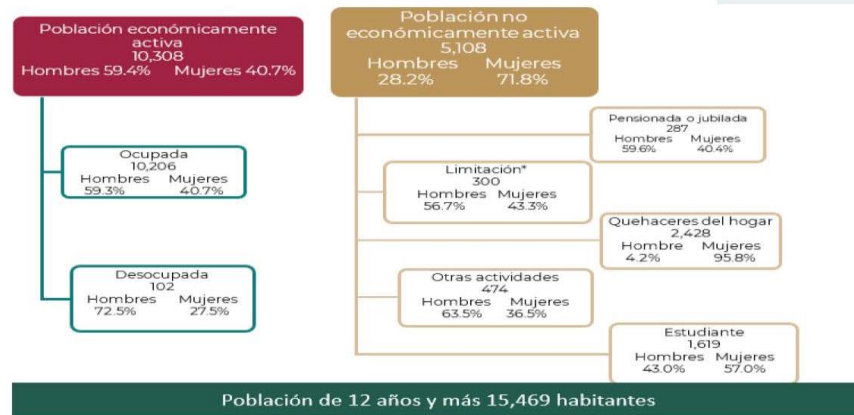 Población económicamente
activa
10,308
Hombres 59.4% Mujeres 40.7%
Ocupada
10,206
Hombres Mujeres
59.3% 40.7%
Desocupada
102
Hombres Mujeres
72.5% 27.5%
Población no
económicamente activa
5,108
Hombres Mujeres
28.2% 71.8%
Pensionada o jubilada
287
Hombres Mujeres
59.6% 40.4%
Limitación*
300
Hombres Mujeres
56.7% 43.3%
Quehaceres del hogar
2,428
Hombre Mujeres
4.2% 95.8%
Otras actividades
474
Hombres Mujeres
63.5% 36.5%
Estudiante
1,619
Hombres Mujeres
43.0% 57.0%
Población de 12 años y más 15,469 habitantes